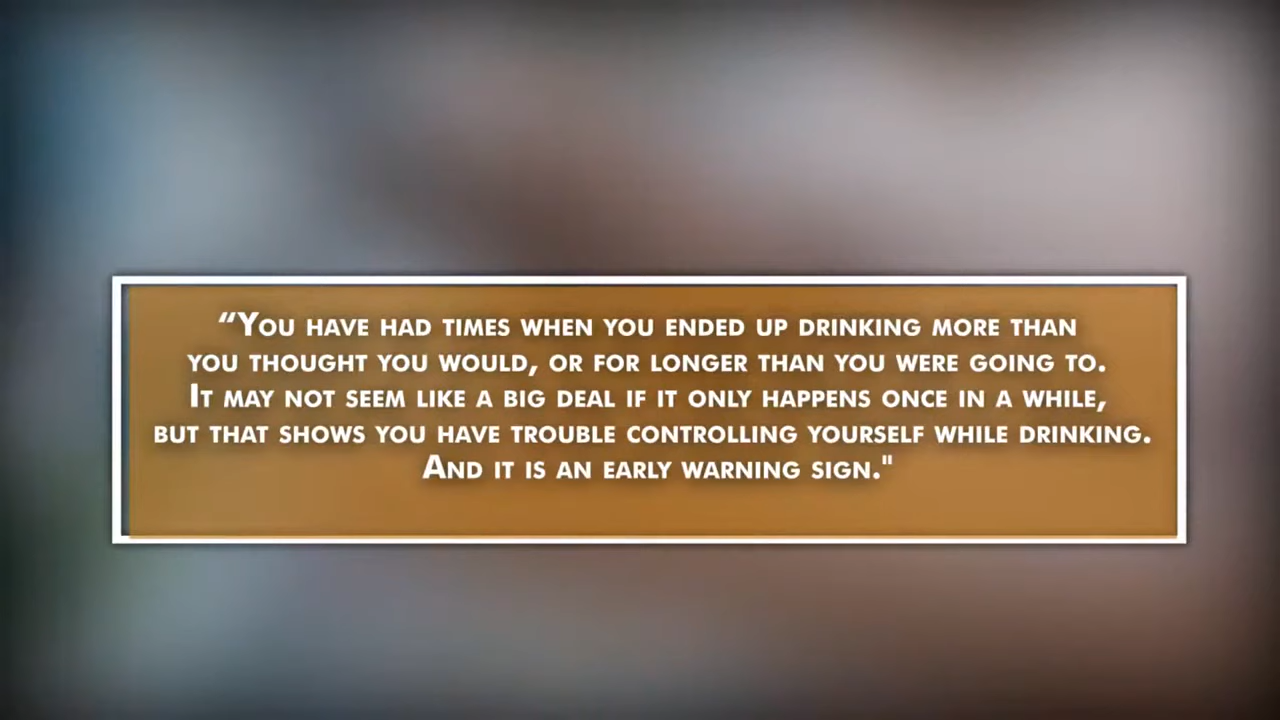 “You have had times when you ended up drinking more than
you thought you would, or for longer than you were going to.
It may not seem like a big deal if it only happens once in a while,
but that shows you have trouble controlling yourself while drinking.
And it is an early warning sign."